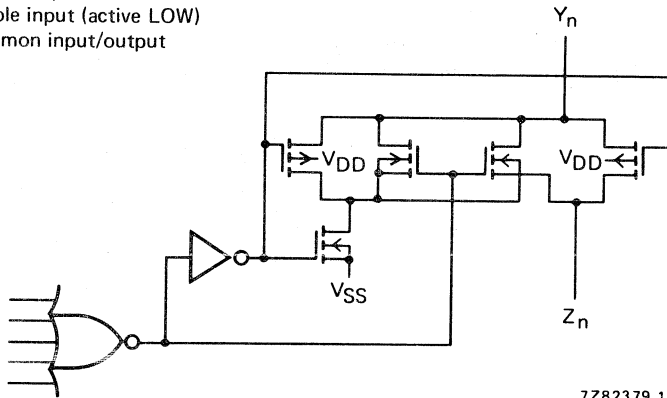 ble input (active LOW)
mon input/output
Yn
VDD
VDD
VSS
Zn
7Z82379.1